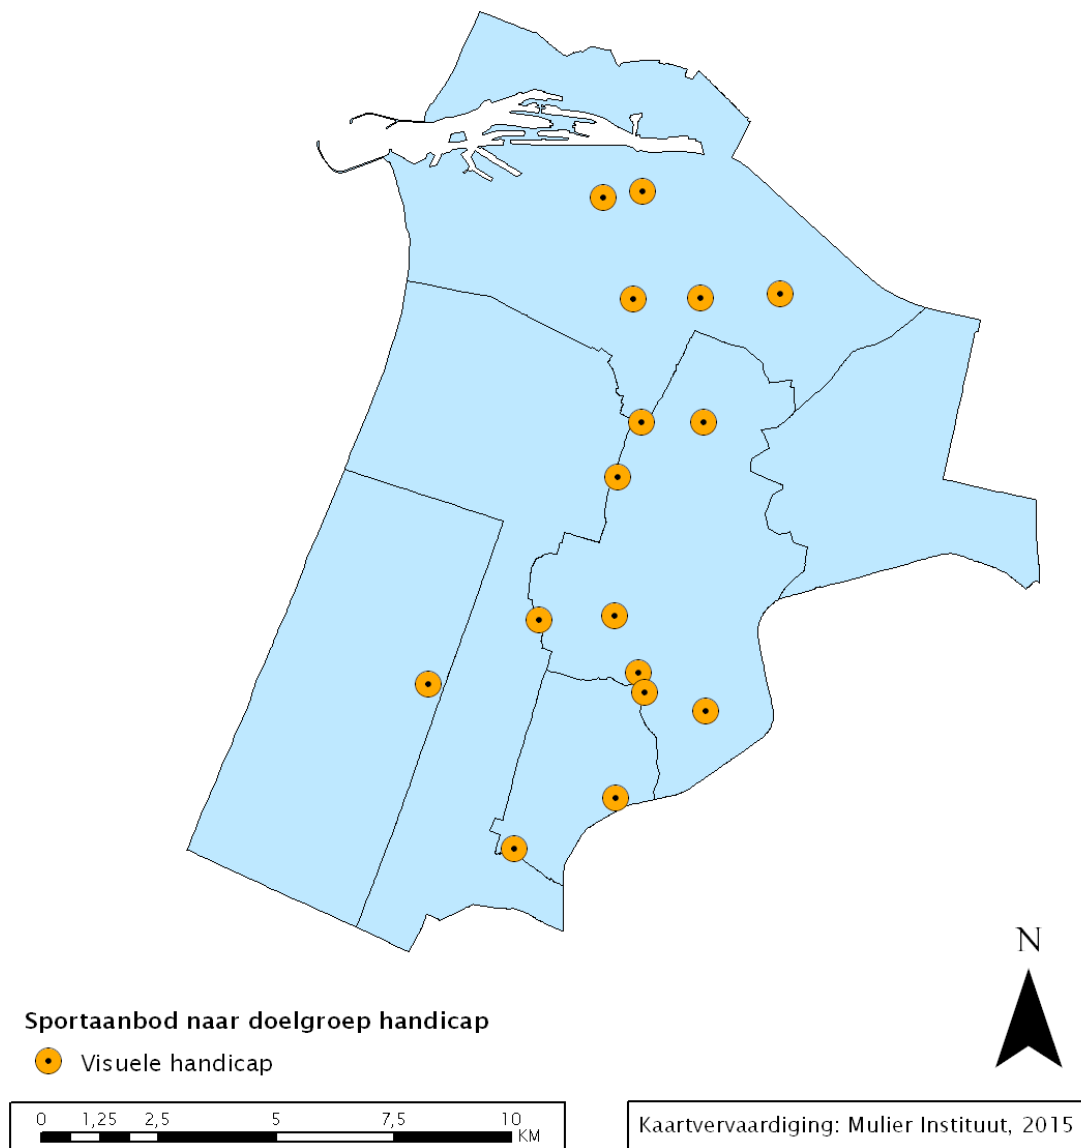 N
Sportaanbod naar doelgroep handicap
Visuele handicap
0 1,25 2,5 5 7,5 10
KM
Kaartvervaardiging: Mulier Instituut, 2015